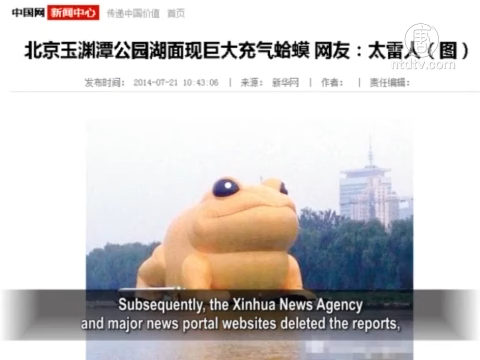 中国网 新闻中心 传递中国价值 首页
北京玉渊潭公园湖面现巨大充气蛤蟆 网友：太雷人（图）
发布时间：2014-07-21 10:43:06 | 来源：新华网 | 作者： | 责任编辑：
ntdtv.com
Subsequently, the Xinhua News Agency
and major news portal websites deleted the reports,